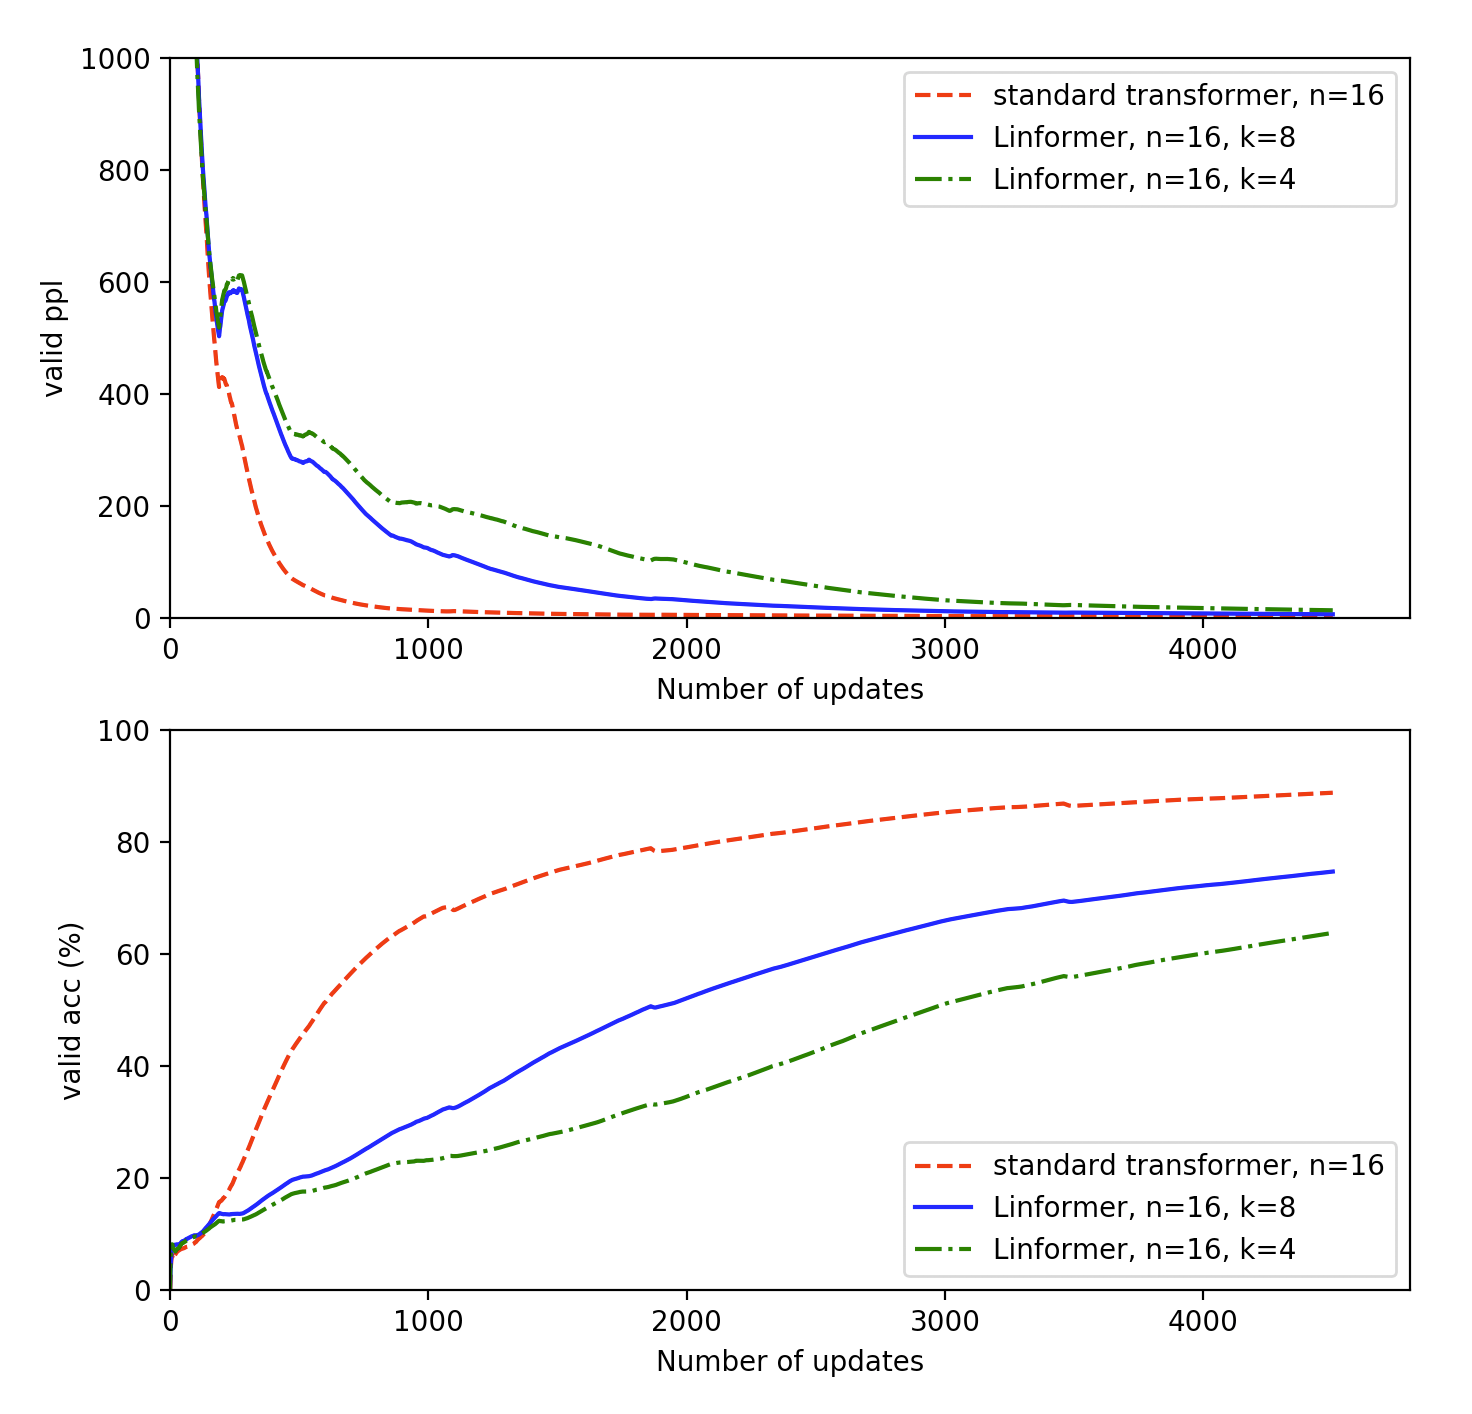 1000
800
600
400
200
0
valid ppl
standard transformer, n=16
Linformer, n=16, k=8
Linformer, n=16, k=4
0 1000 2000 3000 4000
Number of updates
100
80
60
40
20
0
valid acc (%)
standard transformer, n=16
Linformer, n=16, k=8
Linformer, n=16, k=4
0 1000 2000 3000 4000
Number of updates